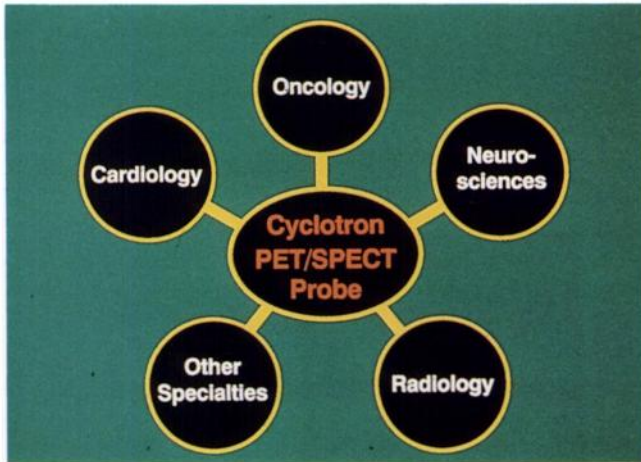 Oncology
Cardiology
Neuro-
sciences
Cyclotron
PET/SPECT
Probe
Other
Specialties
Radiology